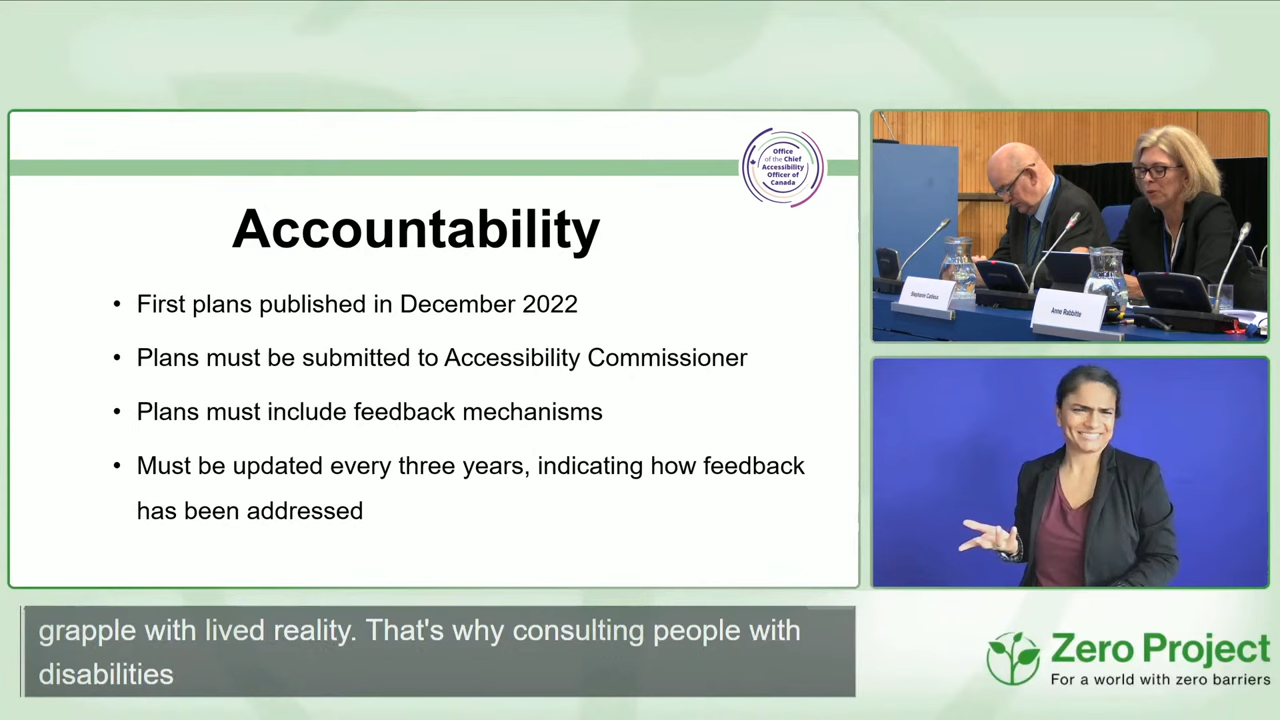 Office
of the Chief
Accessibility
Officer of
Canada
Accountability
• First plans published in December 2022
• Plans must be submitted to Accessibility Commissioner
• Plans must include feedback mechanisms
• Must be updated every three years, indicating how feedback
has been addressed
Stephanie Cadieux
Anne Rabbitte
grapple with lived reality. That's why consulting people with
disabilities
Zero Project
For a world with zero barriers